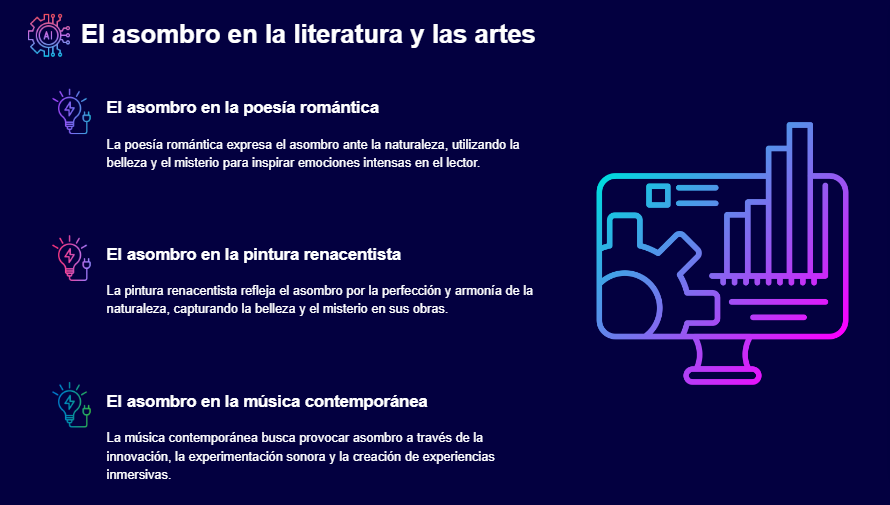 AI
El asombro en la literatura y las artes
El asombro en la poesía romántica
La poesía romántica expresa el asombro ante la naturaleza, utilizando la
belleza y el misterio para inspirar emociones intensas en el lector.
El asombro en la pintura renacentista
La pintura renacentista refleja el asombro por la perfección y armonía de la
naturaleza, capturando la belleza y el misterio en sus obras.
El asombro en la música contemporánea
La música contemporánea busca provocar asombro a través de la
innovación, la experimentación sonora y la creación de experiencias
inmersivas.